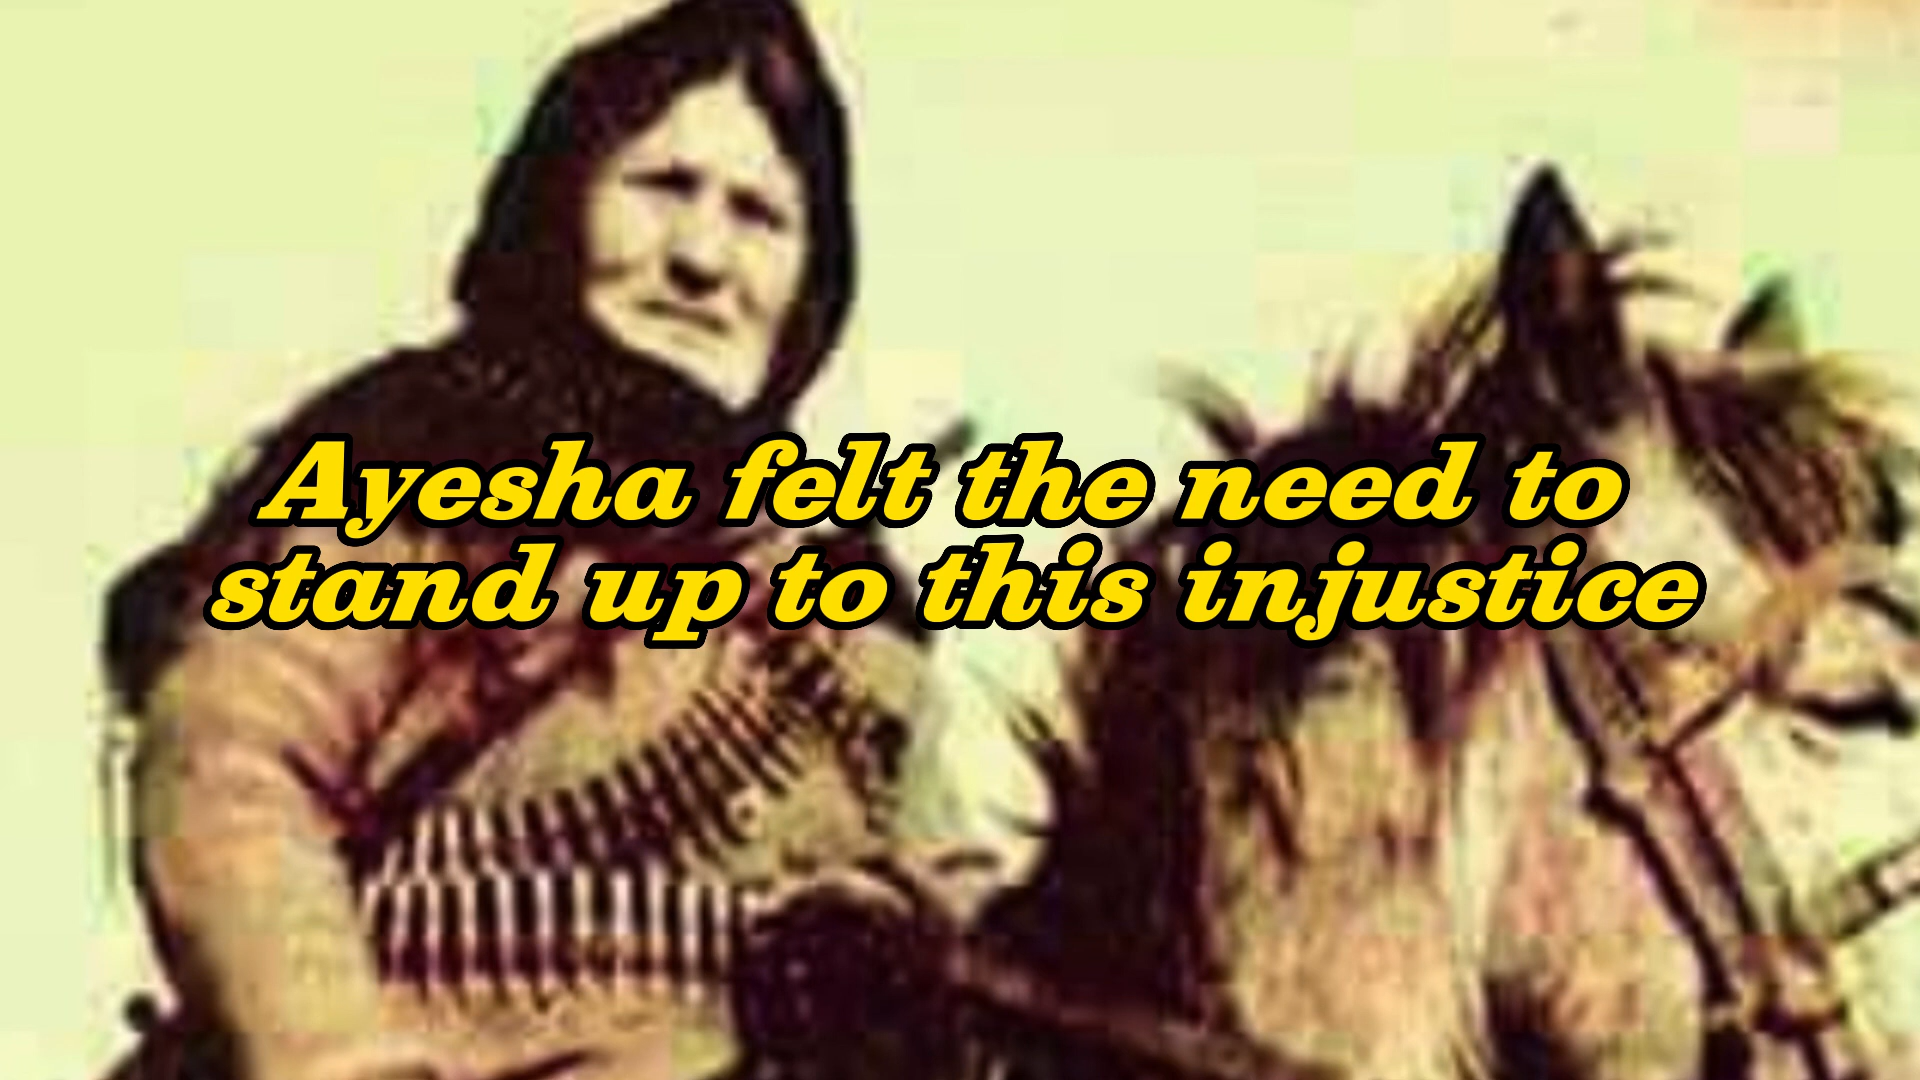 Ayesha felt the need to
stand up to this injustice